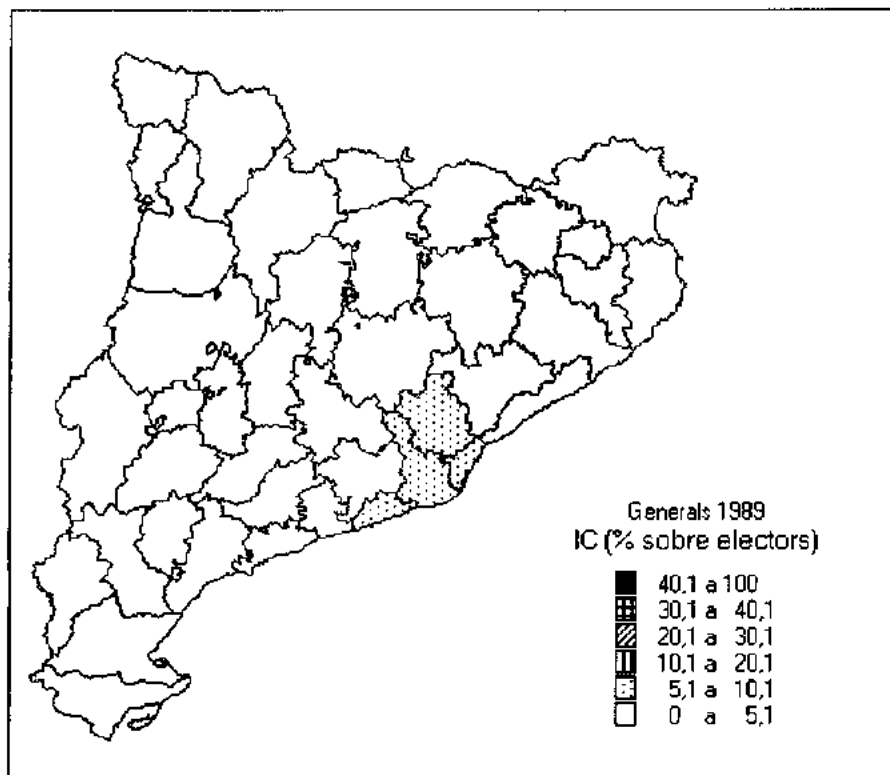 Generals 1989
IC (% sobre electors)
40,1 a 100
30,1 a 40,1
20,1 a 30,1
10,1 a 20,1
5,1 a 10,1
0 a 5,1